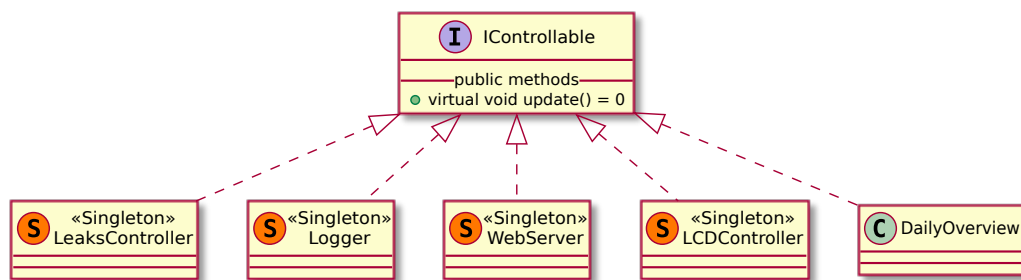 I IControllable
public methods
virtual void update() = 0
S «Singleton» LeaksController
S «Singleton» Logger
S «Singleton» WebServer
S «Singleton» LCDController
C DailyOverview